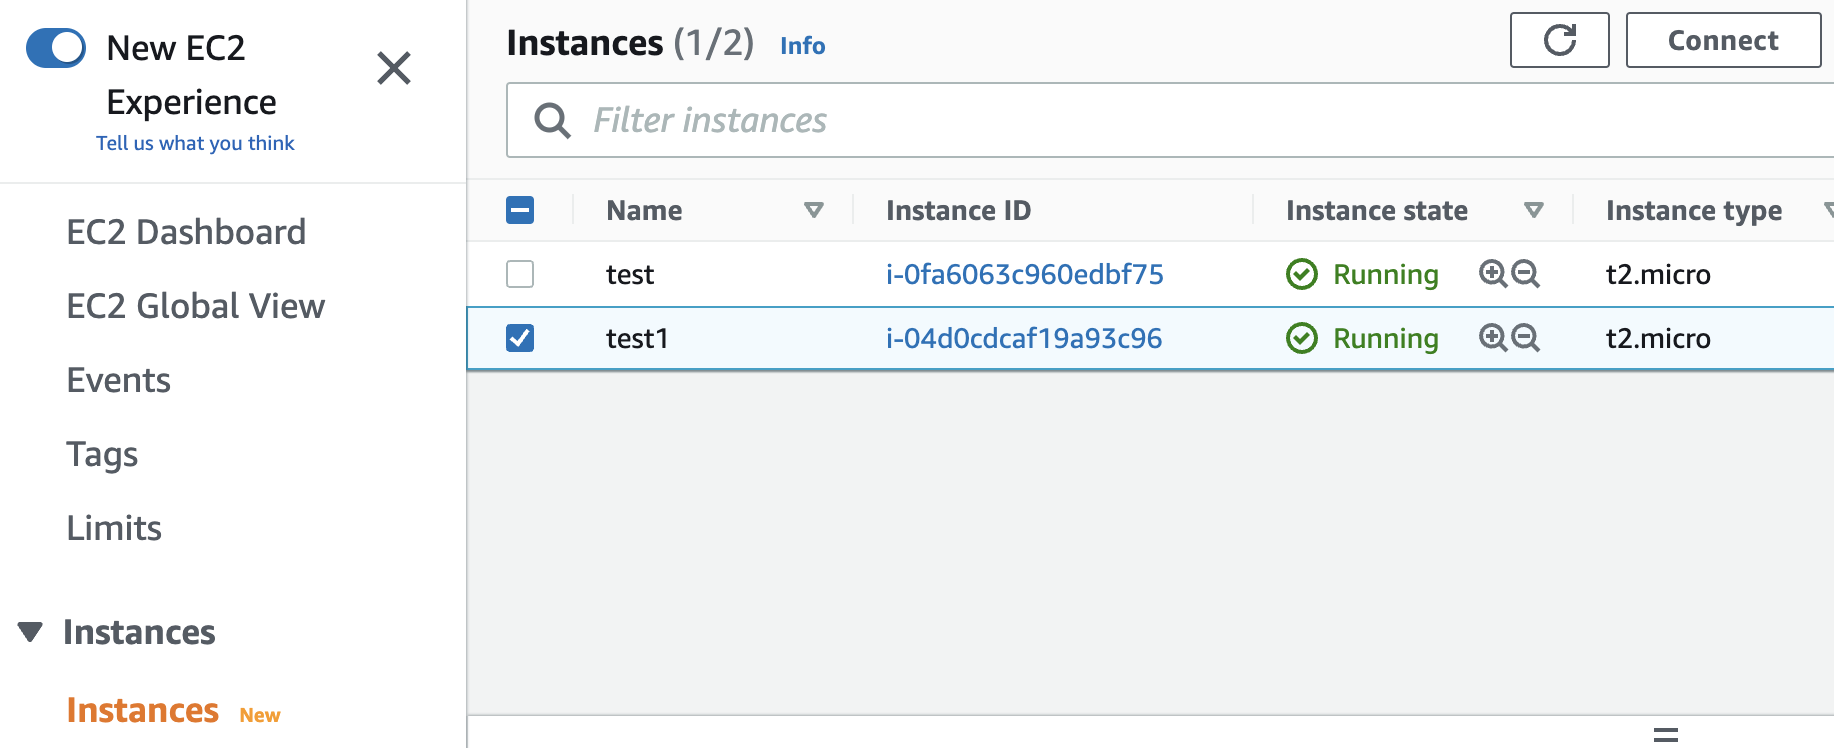 New EC2
Experience
Tell us what you think
EC2 Dashboard
EC2 Global View
Events
Tags
Limits
Instances
Instances New
Instances (1/2) Info
Connect
Filter instances
Name Instance ID Instance state Instance type
test i-0fa6063c960edbf75 Running t2.micro
test1 i-04d0cdcaf19a93c96 Running t2.micro